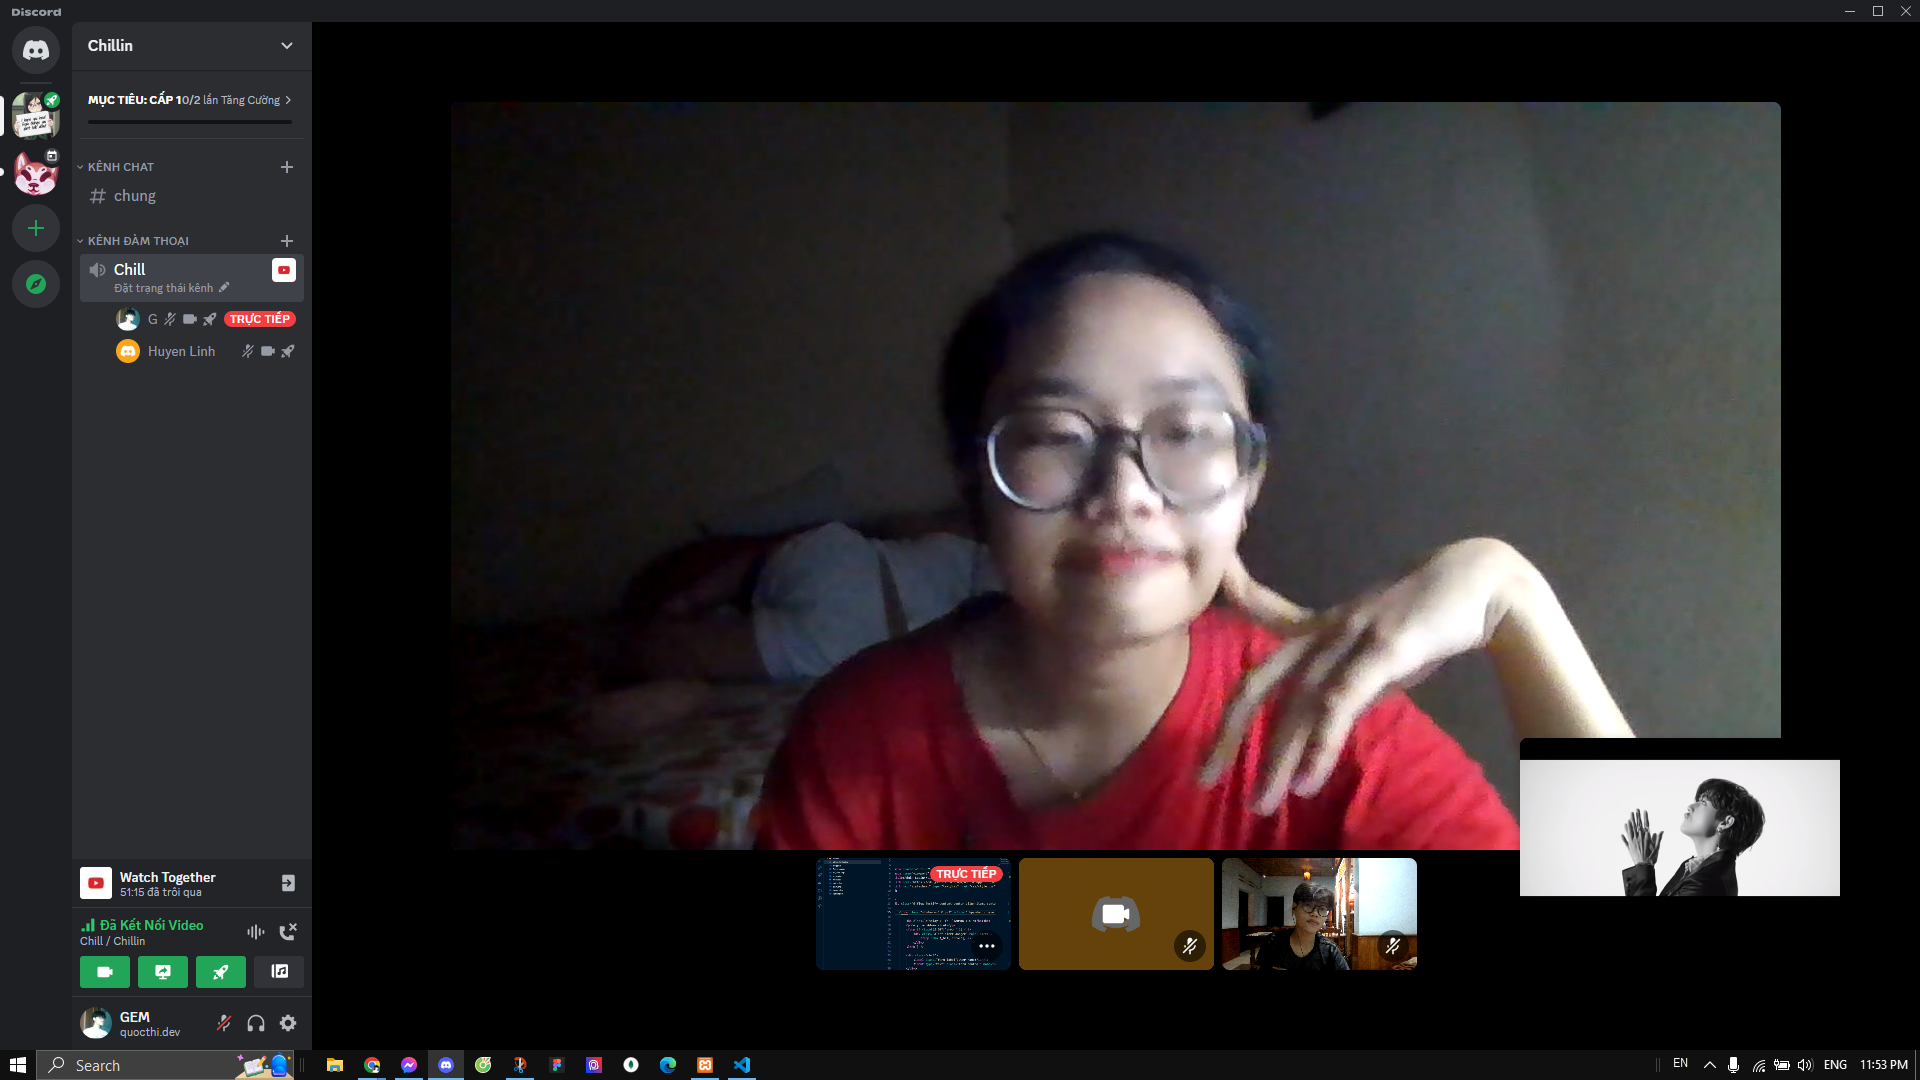 Discord
Chillin
MỤC TIÊU: CẤP 1 0/2 lần Tăng Cường
KÊNH CHAT
chung
KÊNH ĐÀM THOẠI
Chill
Đặt trạng thái kênh
G TRỰC TIẾP
Huyen Linh
TRỰC TIẾP
Watch Together
51:15 đã trôi qua
Đã Kết Nối Video
Chill / Chillin
GEM
quocthi.dev
Search
EN
ENG
11:53 PM